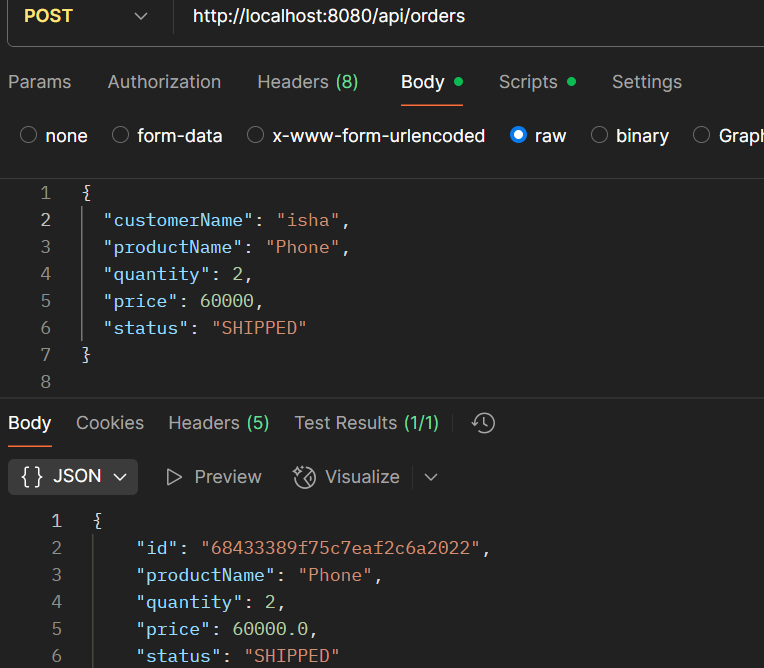 POST http://localhost:8080/api/orders
Params Authorization Headers (8) Body Scripts Settings
none form-data x-www-form-urlencoded raw binary
1 {
2 "customerName": "isha",
3 "productName": "Phone",
4 "quantity": 2,
5 "price": 60000,
6 "status": "SHIPPED"
7 }
8
Body Cookies Headers (5) Test Results (1/1)
{} JSON Preview Visualize
1 {
2 "id": "68433389f75c7eaf2c6a2022",
3 "productName": "Phone",
4 "quantity": 2,
5 "price": 60000.0,
6 "status": "SHIPPED"